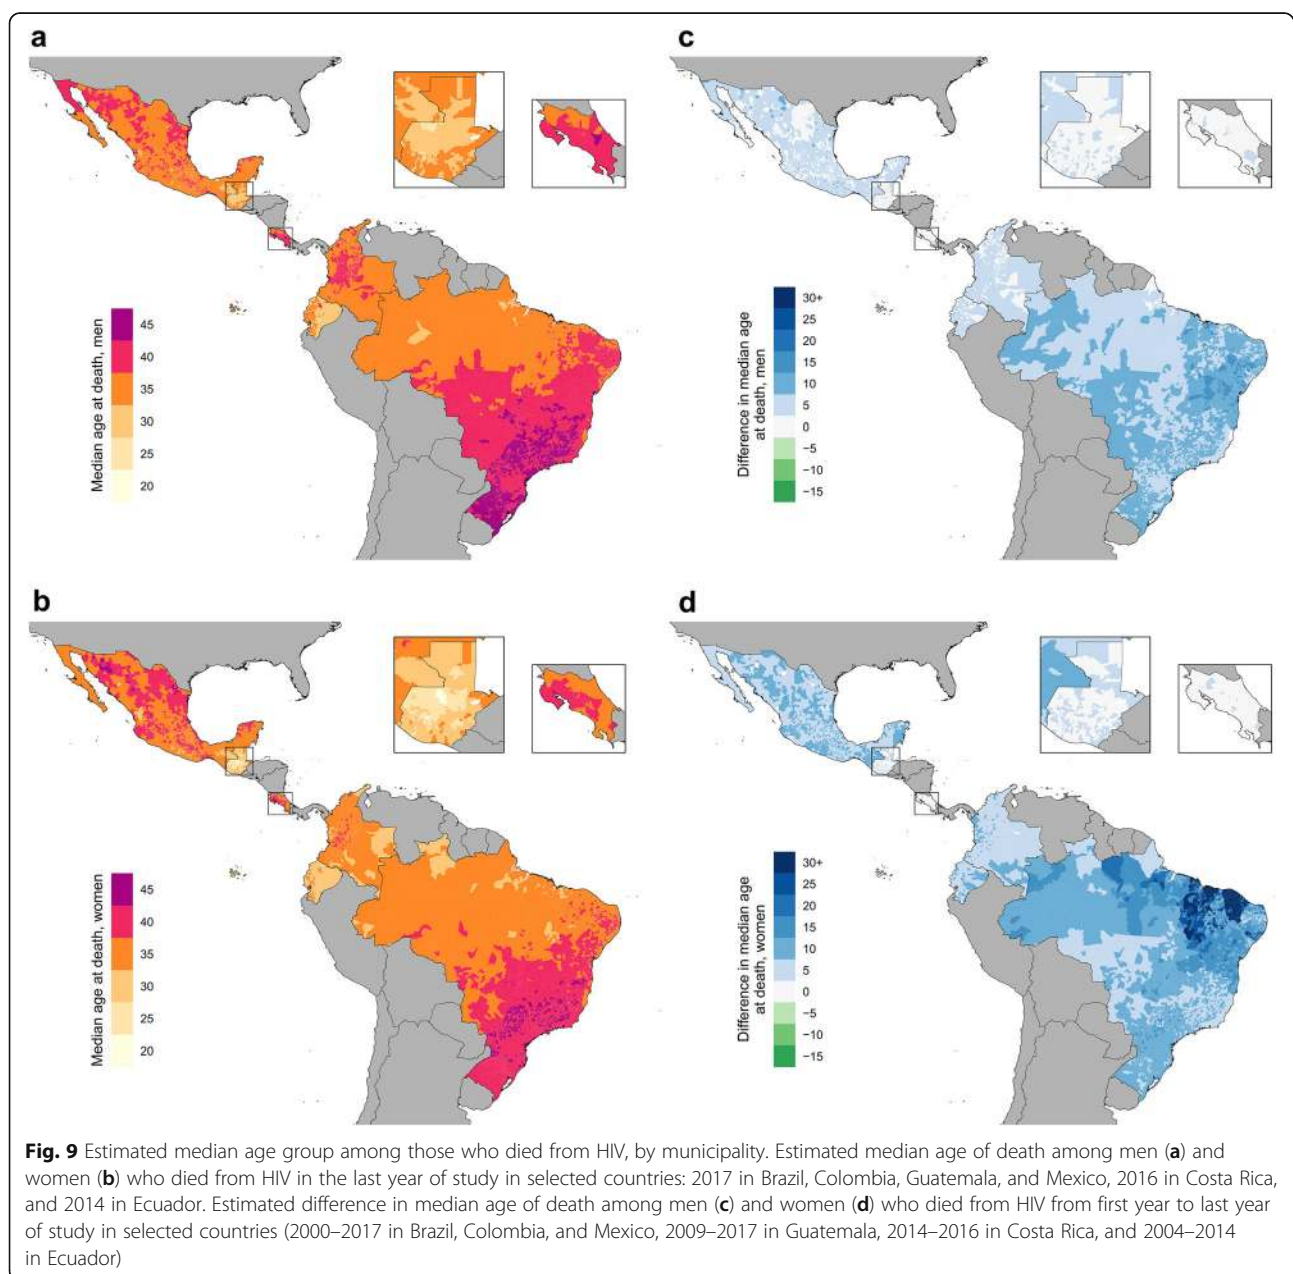 a
c
Median age at death, men
45
40
35
30
25
20
Difference in median age
at death, men
30+
25
20
15
10
5
0
−5
−10
−15
b
d
Median age at death, women
45
40
35
30
25
20
Difference in median age
at death, women
30+
25
20
15
10
5
0
−5
−10
−15
Fig. 9 Estimated median age group among those who died from HIV, by municipality. Estimated median age of death among men (a) and
women (b) who died from HIV in the last year of study in selected countries: 2017 in Brazil, Colombia, Guatemala, and Mexico, 2016 in Costa Rica,
and 2014 in Ecuador. Estimated difference in median age of death among men (c) and women (d) who died from HIV from first year to last year
of study in selected countries (2000–2017 in Brazil, Colombia, and Mexico, 2009–2017 in Guatemala, 2014–2016 in Costa Rica, and 2004–2014
in Ecuador)